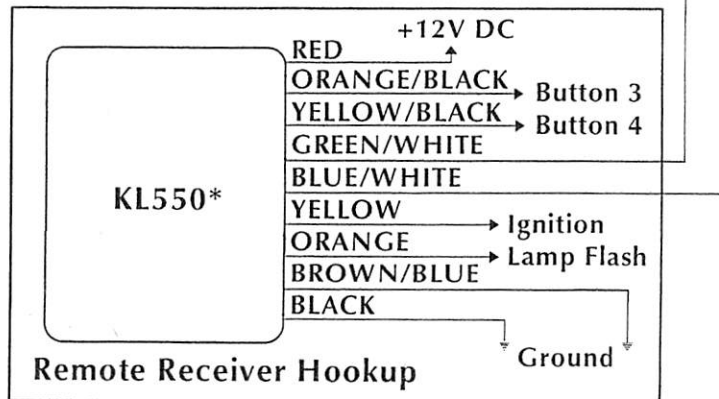 +12V DC
RED
ORANGE/BLACK
Button 3
YELLOW/BLACK
Button 4
GREEN/WHITE
BLUE/WHITE
KL550*
YELLOW
Ignition
ORANGE
Lamp Flash
BROWN/BLUE
BLACK
Ground
Remote Receiver Hookup